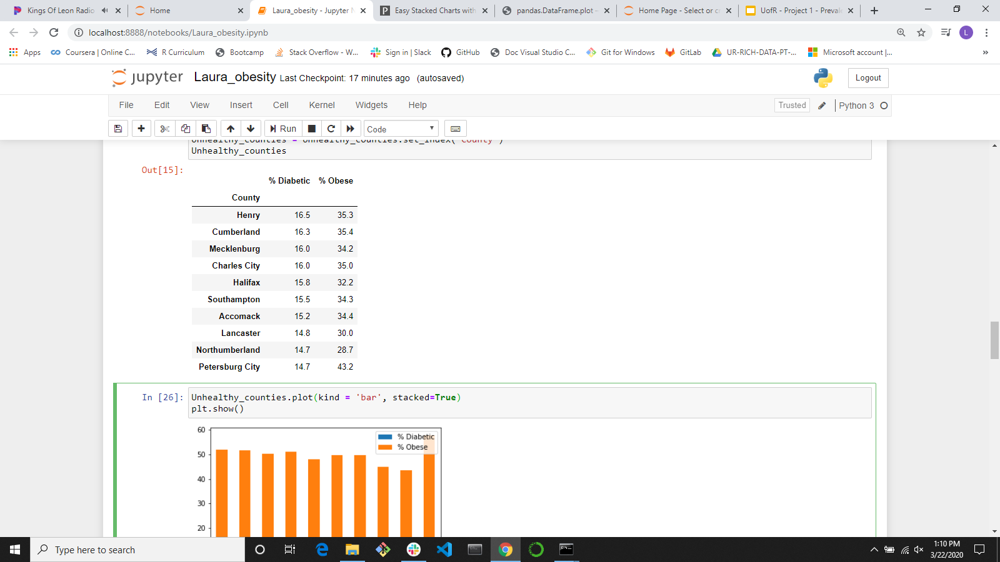 Kings Of Leon Radio
Home
Laura_obesity - Jupyter N
Easy Stacked Charts with
pandas.DataFrame.plot –
Home Page - Select or cr
UofR - Project 1 - Prevale
localhost:8888/notebooks/Laura_obesity.ipynb
L
Apps
Coursera | Online C...
R Curriculum
Bootcamp
Stack Overflow - W...
Sign in | Slack
GitHub
Doc Visual Studio C...
Git for Windows
GitLab
UR-RICH-DATA-PT-...
Microsoft account |...
»
jupyter Laura_obesity Last Checkpoint: 17 minutes ago (autosaved)
Logout
File Edit View Insert Cell Kernel Widgets Help
Trusted
Python 3
Run
Code
Unhealthy_counties = Unhealthy_counties.set_index('County')
Unhealthy_counties
Out[15]:
% Diabetic % Obese
County
Henry 16.5 35.3
Cumberland 16.3 35.4
Mecklenburg 16.0 34.2
Charles City 16.0 35.0
Halifax 15.8 32.2
Southampton 15.5 34.3
Accomack 15.2 34.4
Lancaster 14.8 30.0
Northumberland 14.7 28.7
Petersburg City 14.7 43.2
In [26]: Unhealthy_counties.plot(kind = 'bar', stacked=True)
plt.show()
60
% Diabetic
% Obese
50
40
30
20
Type here to search
1:10 PM
3/22/2020